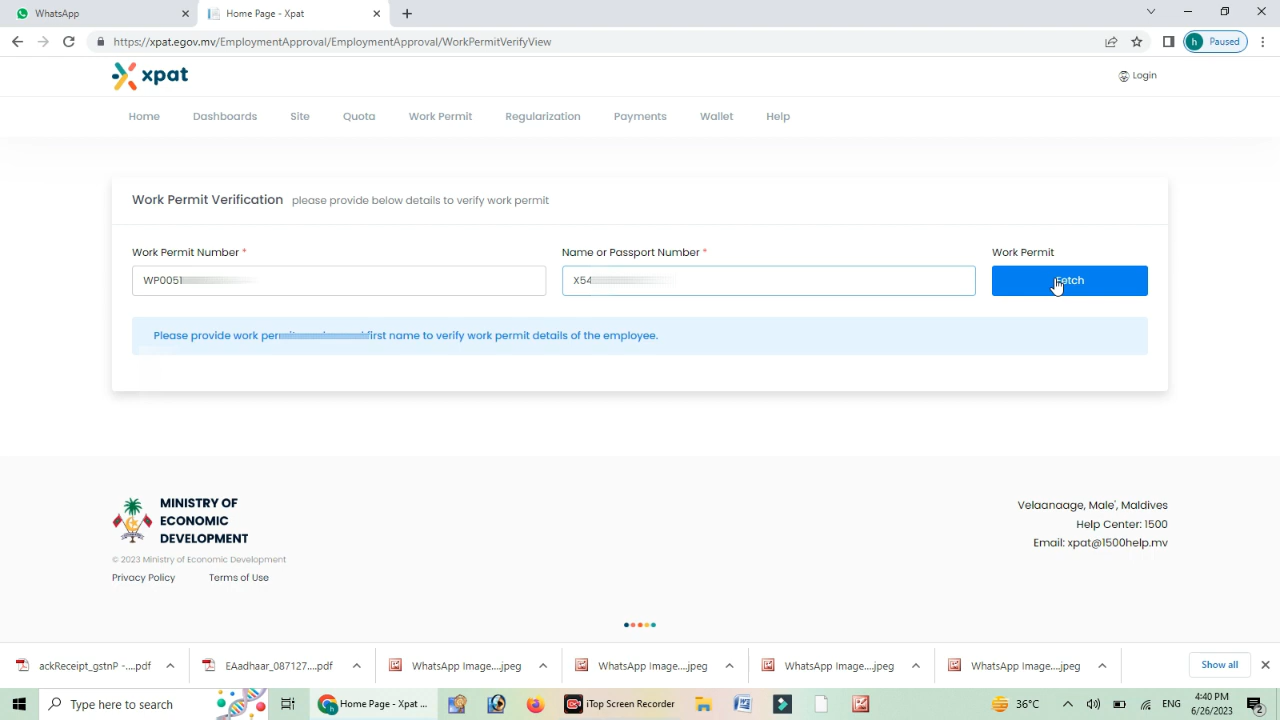 WhatsApp
Home Page - Xpat
https://xpat.egov.mv/EmploymentApproval/EmploymentApproval/WorkPermitVerifyView
h Paused
xpat
Login
Home Dashboards Site Quota Work Permit Regularization Payments Wallet Help
Work Permit Verification please provide below details to verify work permit
Work Permit Number * Name or Passport Number * Work Permit
WP0051 X54 Fetch
Please provide work first name to verify work permit details of the employee.
MINISTRY OF
ECONOMIC
DEVELOPMENT
Velaanaage, Male', Maldives
Help Center: 1500
Email: xpat@1500help.mv
© 2023 Ministry of Economic Development
Privacy Policy Terms of Use
ackReceipt_gstnP -....pdf EAadhaar_087127....pdf WhatsApp Image....jpeg WhatsApp Image....jpeg WhatsApp Image....jpeg WhatsApp Image....jpeg Show all
Type here to search Home Page - Xpat ... iTop Screen Recorder 36°C ENG 4:40 PM
6/26/2023 2